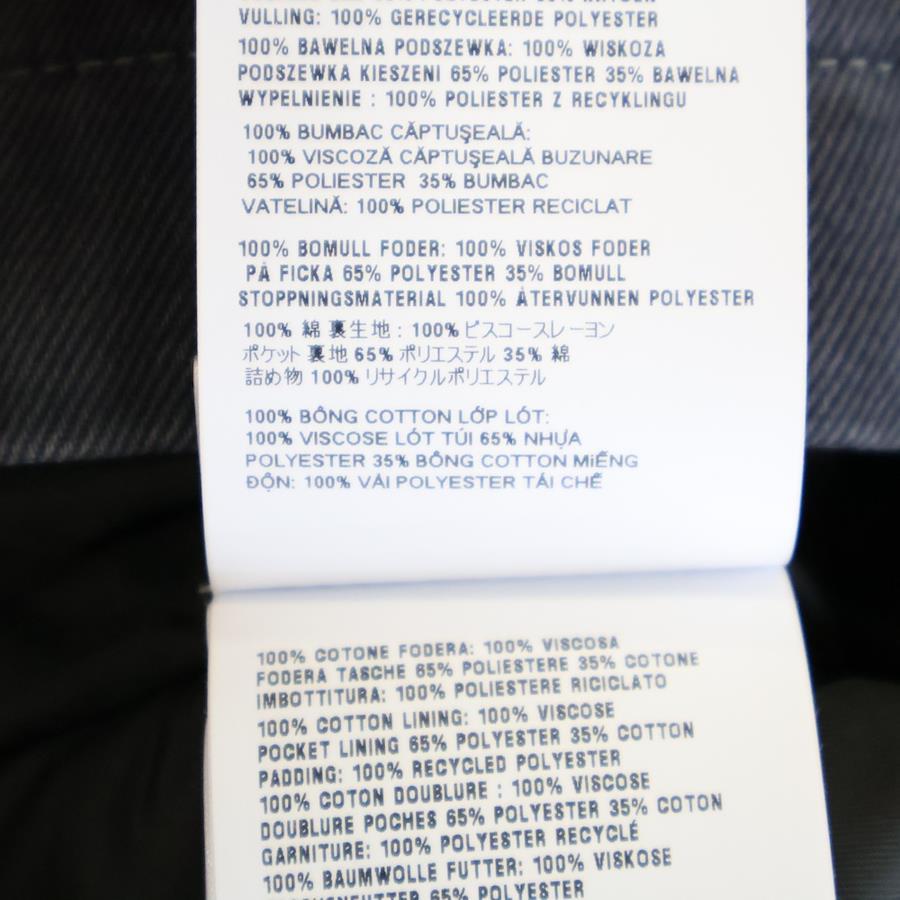 VULLING: 100% GERECYCLEERDE POLYESTER
100% BAWELNA PODSZEWKA: 100% WISKOZA
PODSZEWKA KIESZENI 65% POLIESTER 35% BAWELNA
WYPELNIENIE : 100% POLIESTER Z RECYKLINGU
100% BUMBAC CĂPTUŞEALĂ:
100% VISCOZĂ CĂPTUŞEALĂ BUZUNARE
65% POLIESTER 35% BUMBAC
VATELINĂ: 100% POLIESTER RECICLAT
100% BOMULL FODER: 100% VISKOS FODER
PÅ FICKA 65% POLYESTER 35% BOMULL
STOPPNINGSMATERIAL 100% ÅTERVUNNEN POLYESTER
100% 綿 裏生地 : 100% ビスコースレーヨン
ポケット 裏地 65% ポリエステル 35% 綿
詰め物 100% リサイクルポリエステル
100% BÔNG COTTON LỚP LÓT:
100% VISCOSE LÓT TÚI 65% NHỰA
POLYESTER 35% BÔNG COTTON MiẾNG
ĐỘN: 100% VẢI POLYESTER TÁI CHẾ
100% COTONE FODERA: 100% VISCOSA
FODERA TASCHE 65% POLIESTERE 35% COTONE
IMBOTTITURA: 100% POLIESTERE RICICLATO
100% COTTON LINING: 100% VISCOSE
POCKET LINING 65% POLYESTER 35% COTTON
PADDING: 100% RECYCLED POLYESTER
100% COTON DOUBLURE : 100% VISCOSE
DOUBLURE POCHES 65% POLYESTER 35% COTON
GARNITURE: 100% POLYESTER RECYCLÉ
100% BAUMWOLLE FUTTER: 100% VISKOSE
65% POLYESTER